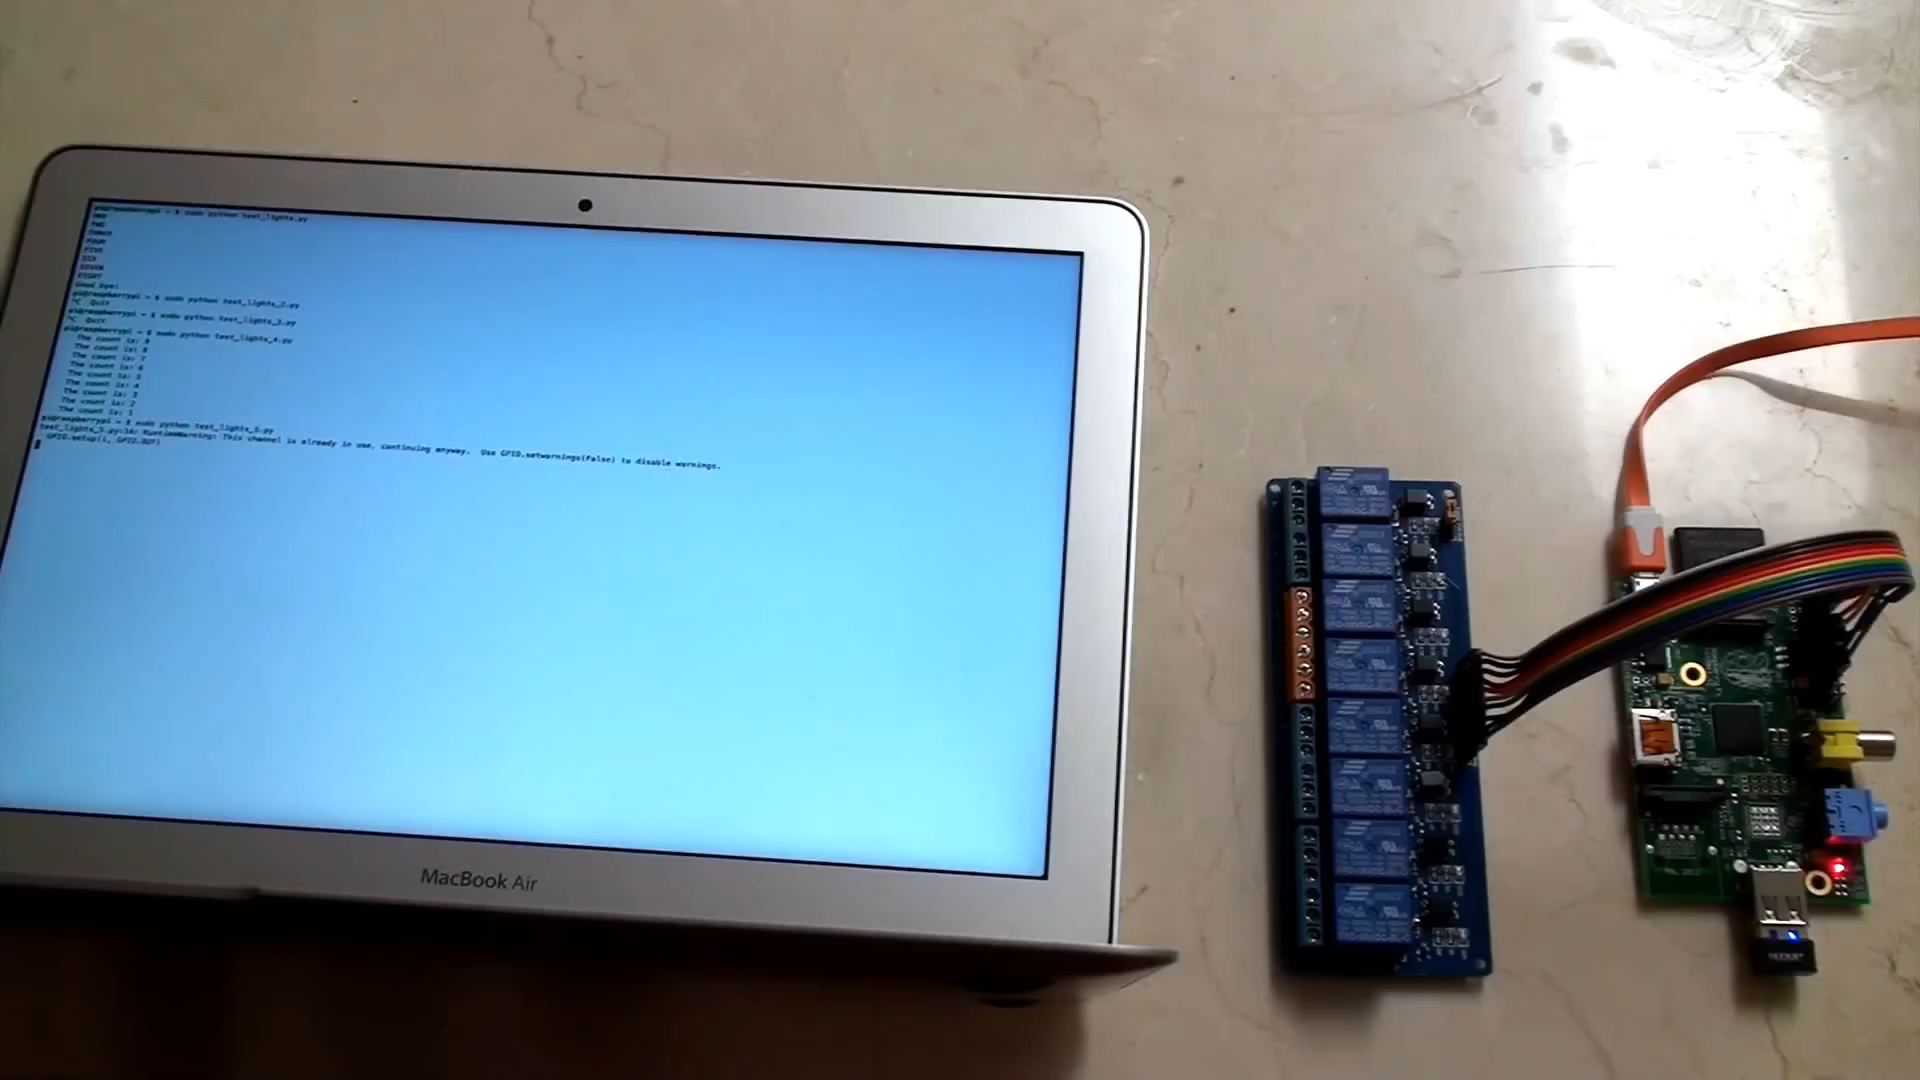 pi@raspberrypi ~ $ sudo python test_lights.py
ONE
TWO
THREE
FOUR
FIVE
SIX
SEVEN
EIGHT
Good bye!
pi@raspberrypi ~ $ sudo python test_lights_2.py
^C  Quit
pi@raspberrypi ~ $ sudo python test_lights_3.py
^C  Quit
pi@raspberrypi ~ $ sudo python test_lights_4.py
The count is: 9
The count is: 8
The count is: 7
The count is: 6
The count is: 5
The count is: 4
The count is: 3
The count is: 2
The count is: 1
pi@raspberrypi ~ $ sudo python test_lights_5.py
test_lights_5.py:14: RuntimeWarning: This channel is already in use, continuing anyway.  Use GPIO.setwarnings(False) to disable warnings.
GPIO.setup(i, GPIO.OUT)
MacBook Air